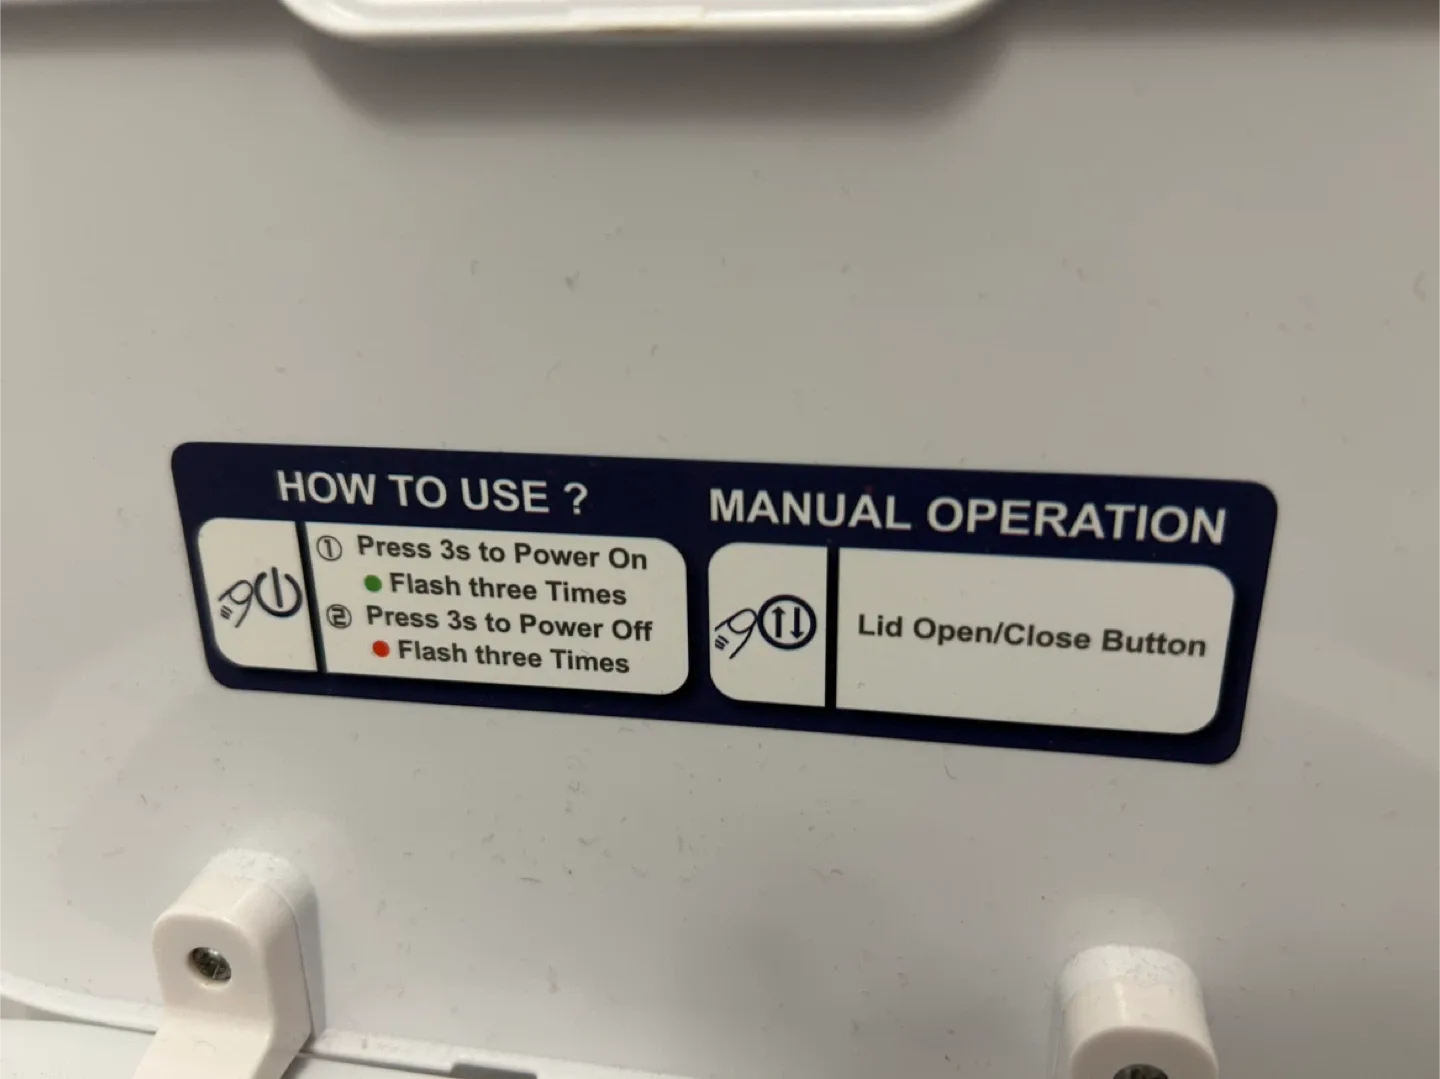 HOW TO USE ?
① Press 3s to Power On
● Flash three Times
② Press 3s to Power Off
● Flash three Times
MANUAL OPERATION
Lid Open/Close Button